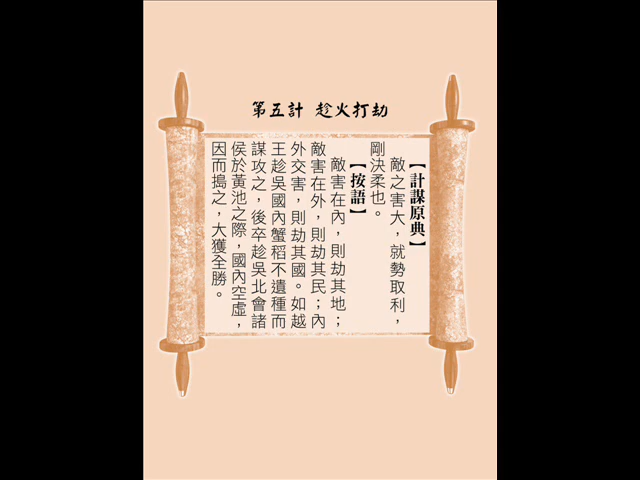 第五計 趁火打劫
【計謀原典】
敵之害大，就勢取利，
剛決柔也。
【按語】
敵害在內，則劫其地；
敵害在外，則劫其民；內
外交害，則劫其國。如越
王趁吳國內蟹稻不遺種而
謀攻之，後卒趁吳北會諸
侯於黃池之際，國內空虛，
因而搗之，大獲全勝。